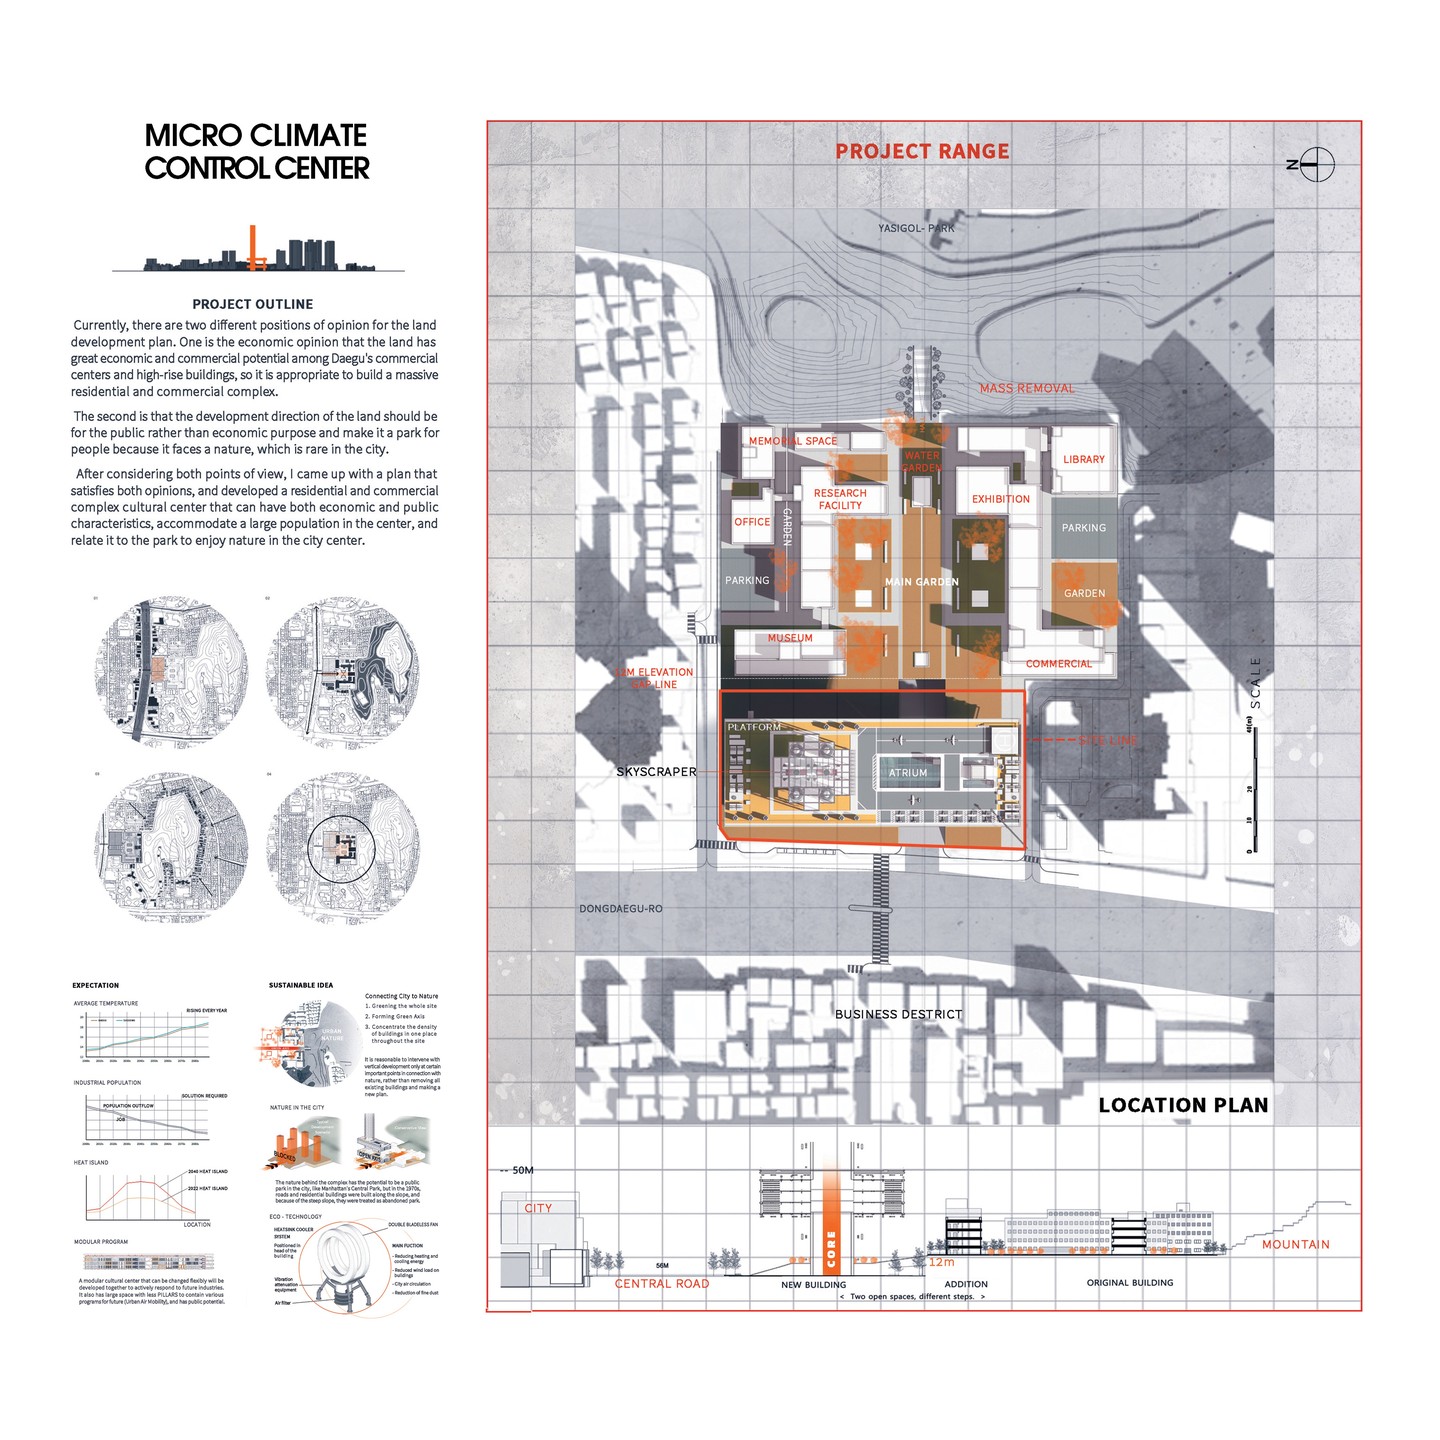 MICRO CLIMATE
CONTROL CENTER
PROJECT OUTLINE
Currently, there are two different positions of opinion for the land
development plan. One is the economic opinion that the land has
great economic and commercial potential among Daegu's commercial
centers and high-rise buildings, so it is appropriate to build a massive
residential and commercial complex.
The second is that the development direction of the land should be
for the public rather than economic purpose and make it a park for
people because it faces a nature, which is rare in the city.
After considering both points of view, I came up with a plan that
satisfies both opinions, and developed a residential and commercial
complex cultural center that can have both economic and public
characteristics, accommodate a large population in the center, and
relate it to the park to enjoy nature in the city center.
01
02
03
04
EXPECTATION
AVERAGE TEMPERATURE
RISING EVERY YEAR
INDUSTRIAL POPULATION
SOLUTION REQUIRED
POPULATION OUTFLOW
JOB
HEAT ISLAND
2040 HEAT ISLAND
2022 HEAT ISLAND
LOCATION
MODULAR PROGRAM
A modular cultural center that can be changed flexibly will be
developed together to actively respond to future industries.
It also has large space with less PILLARS to contain various
programs for future (Urban Air Mobility), and has public potential.
SUSTAINABLE IDEA
URBAN
NATURE
Connecting City to Nature
1. Greening the whole site
2. Forming Green Axis
3. Concentrate the density
of buildings in one place
throughout the site
It is reasonable to intervene with
vertical development only at certain
important points in connection with
nature, rather than removing all
existing buildings and making a
new plan.
NATURE IN THE CITY
BLOCKED
OPEN AXIS
The nature behind the complex has the potential to be a public
park in the city, like Manhattan's Central Park, but in the 1970s,
roads and residential buildings were built along the slope, and
because of the steep slope, they were treated as abandoned park.
ECO - TECHNOLOGY
HEATSINK COOLER
SYSTEM
Positioned in
head of the
building
Vibration
attenuation
equipment
Air filter
DOUBLE BLADELESS FAN
MAIN FUCTION
- Reducing heating and
cooling energy
- Reduced wind load on
buildings
- City air circulation
- Reduction of fine dust
PROJECT RANGE
N
YASIGOL- PARK
MASS REMOVAL
MEMORIAL SPACE
WATER
GARDEN
LIBRARY
RESEARCH
FACILITY
EXHIBITION
OFFICE
GARDEN
PARKING
PARKING
MAIN GARDEN
GARDEN
MUSEUM
COMMERCIAL
ELEVATION
LINE
PLATFORM
SITE LINE
SKYSCRAPER
ATRIUM
SCALE
40(m)
20
10
0
DONGDAEGU-RO
BUSINESS DESTRICT
LOCATION PLAN
-- 50M
CITY
CORE
56M
CENTRAL ROAD
NEW BUILDING
12m
ADDITION
ORIGINAL BUILDING
MOUNTAIN
< Two open spaces, different steps. >